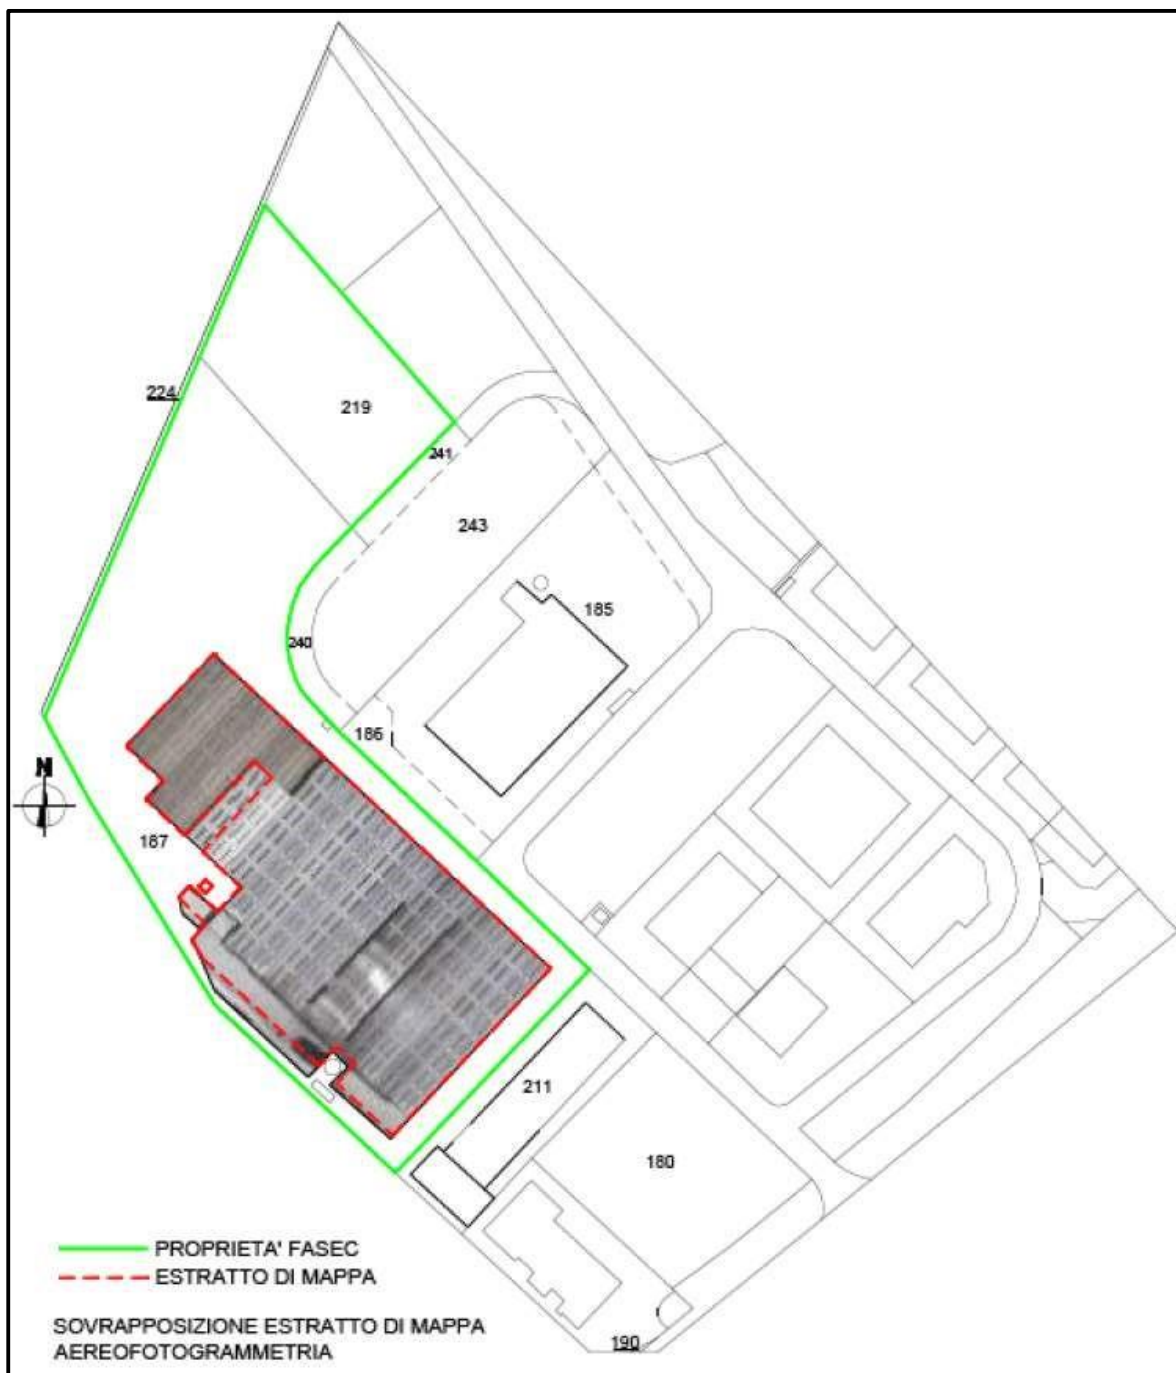 224
219
241
243
185
240
186
N
187
211
180
PROPRIETA' FASEC
ESTRATTO DI MAPPA
SOVRAPPOSIZIONE ESTRATTO DI MAPPA
AEREOFOTOGRAMMETRIA
190